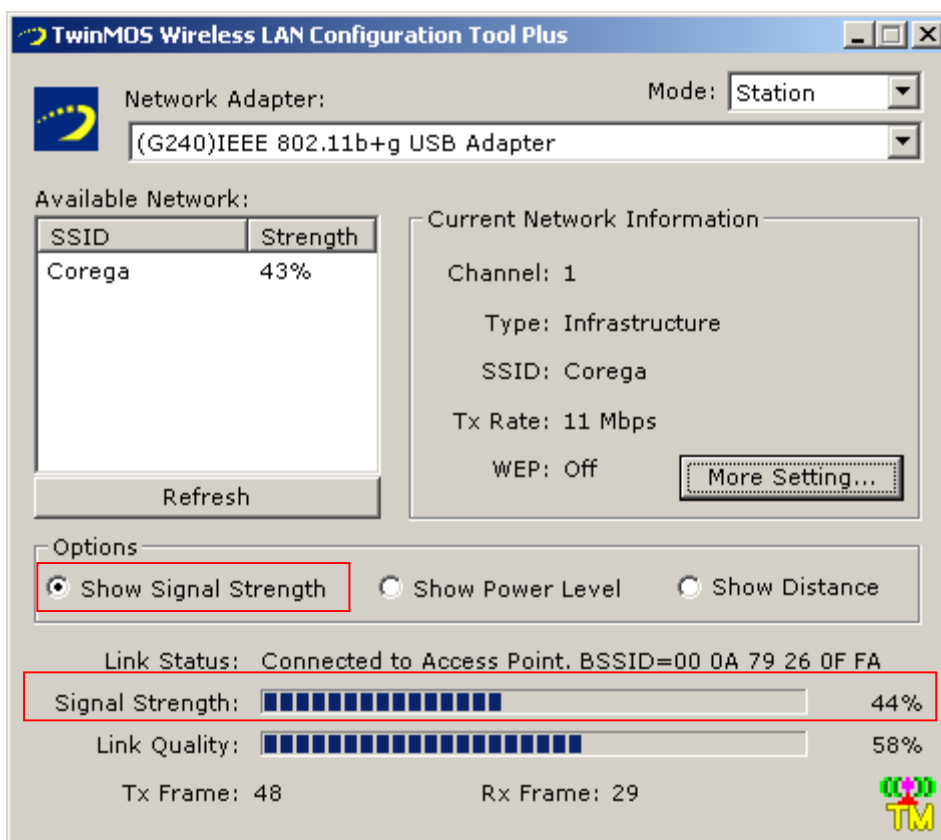 TwinMOS Wireless LAN Configuration Tool Plus
Network Adapter:
Mode: Station
(G240)IEEE 802.11b+g USB Adapter
Available Network:
SSID Strength
Corega 43%
Refresh
Current Network Information
Channel: 1
Type: Infrastructure
SSID: Corega
Tx Rate: 11 Mbps
WEP: Off
More Setting...
Options
Show Signal Strength Show Power Level Show Distance
Link Status: Connected to Access Point. BSSID=00 0A 79 26 0F FA
Signal Strength: 44%
Link Quality: 58%
Tx Frame: 48 Rx Frame: 29
TM